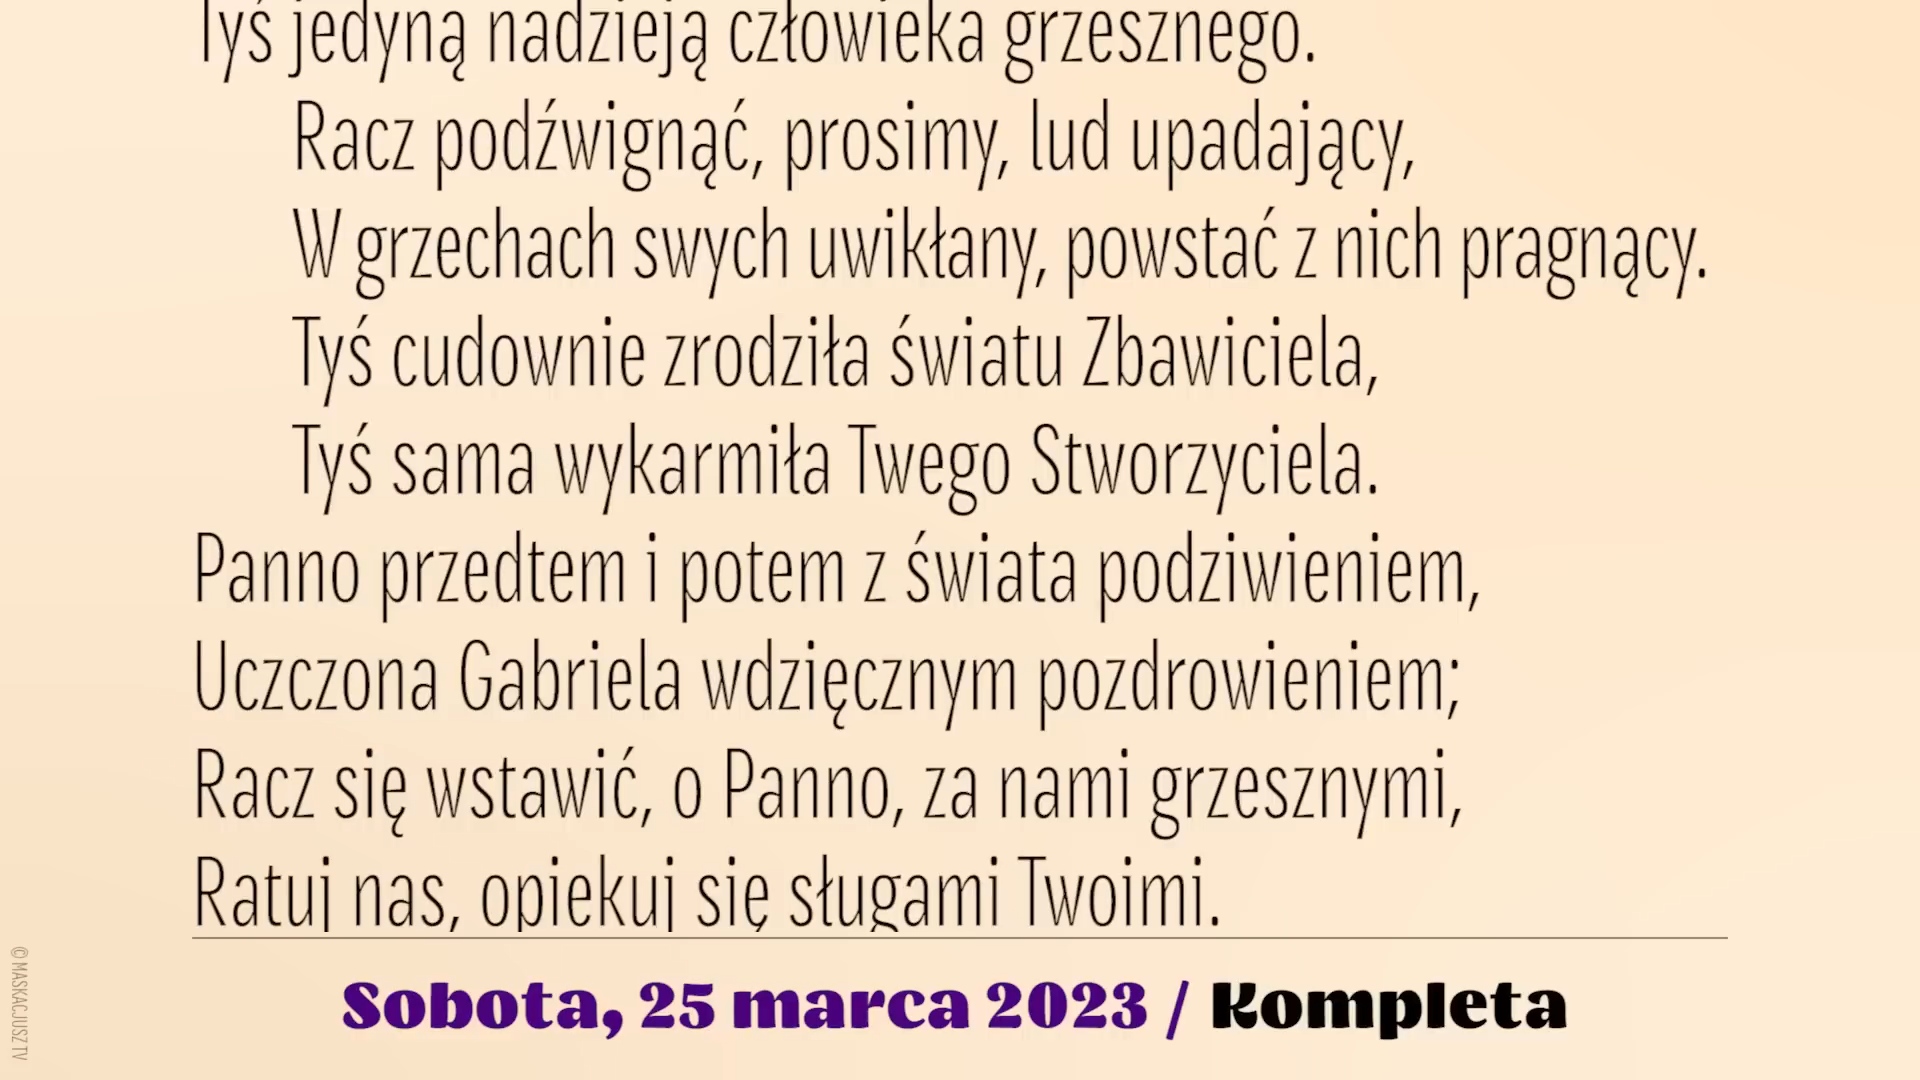 Tyś jedyną nadzieją człowieka grzesznego.
Racz podźwignąć, prosimy, lud upadający,
W grzechach swych uwikłany, powstać z nich pragnący.
Tyś cudownie zrodziła światu Zbawiciela,
Tyś sama wykarmiła Twego Stworzyciela.
Panno przedtem i potem z świata podziwieniem,
Uczczona Gabriela wdzięcznym pozdrowieniem;
Racz się wstawić, o Panno, za nami grzesznymi,
Ratuj nas, opiekuj się sługami Twoimi.
Sobota, 25 marca 2023 / Kompleta
© MASKACJUSZ TV